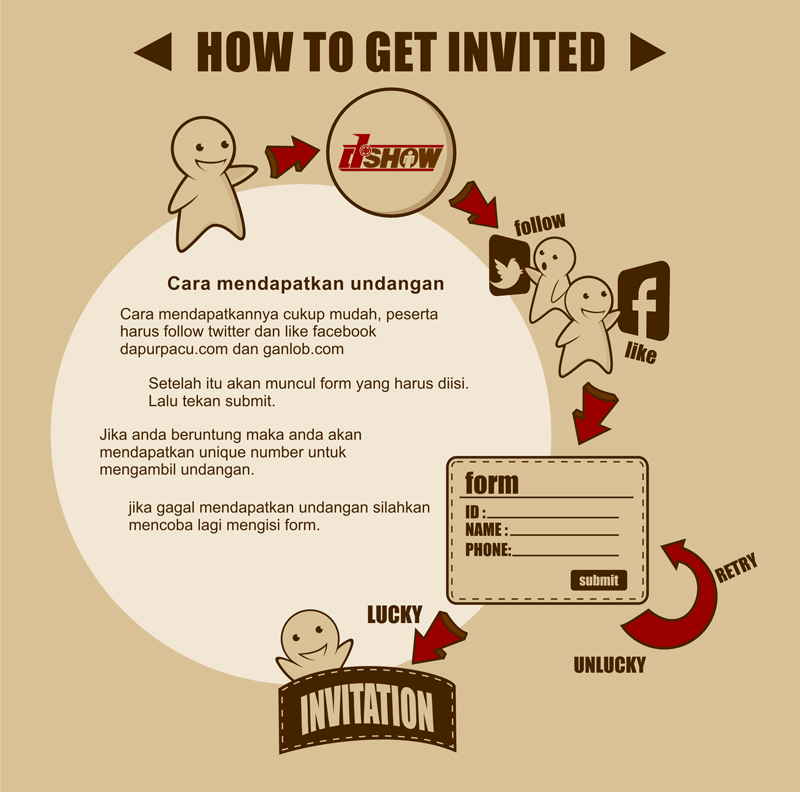 HOW TO GET INVITED
d'SHOW
follow
like
Cara mendapatkan undangan
Cara mendapatkannya cukup mudah, peserta
harus follow twitter dan like facebook
dapurpacu.com dan ganlob.com
Setelah itu akan muncul form yang harus diisi.
Lalu tekan submit.
Jika anda beruntung maka anda akan
mendapatkan unique number untuk
mengambil undangan.
jika gagal mendapatkan undangan silahkan
mencoba lagi mengisi form.
form
ID :
NAME :
PHONE:
submit
RETRY
UNLUCKY
LUCKY
INVITATION